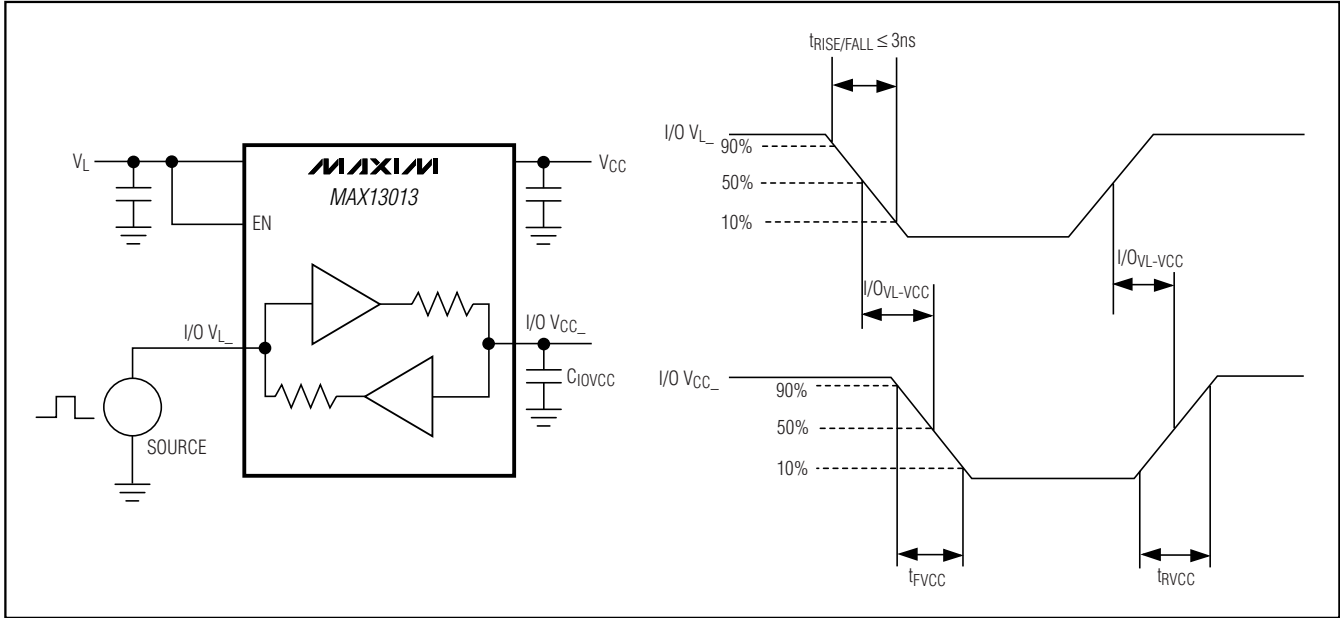 VL
VCC
MAXIM
MAX13013
EN
I/O VL_
I/O VCC_
CIOVCC
SOURCE
tRISE/FALL ≤ 3ns
I/O VL_
90%
50%
10%
I/OVL-VCC
I/OVL-VCC
I/O VCC_
90%
50%
10%
tFVCC
tRVCC